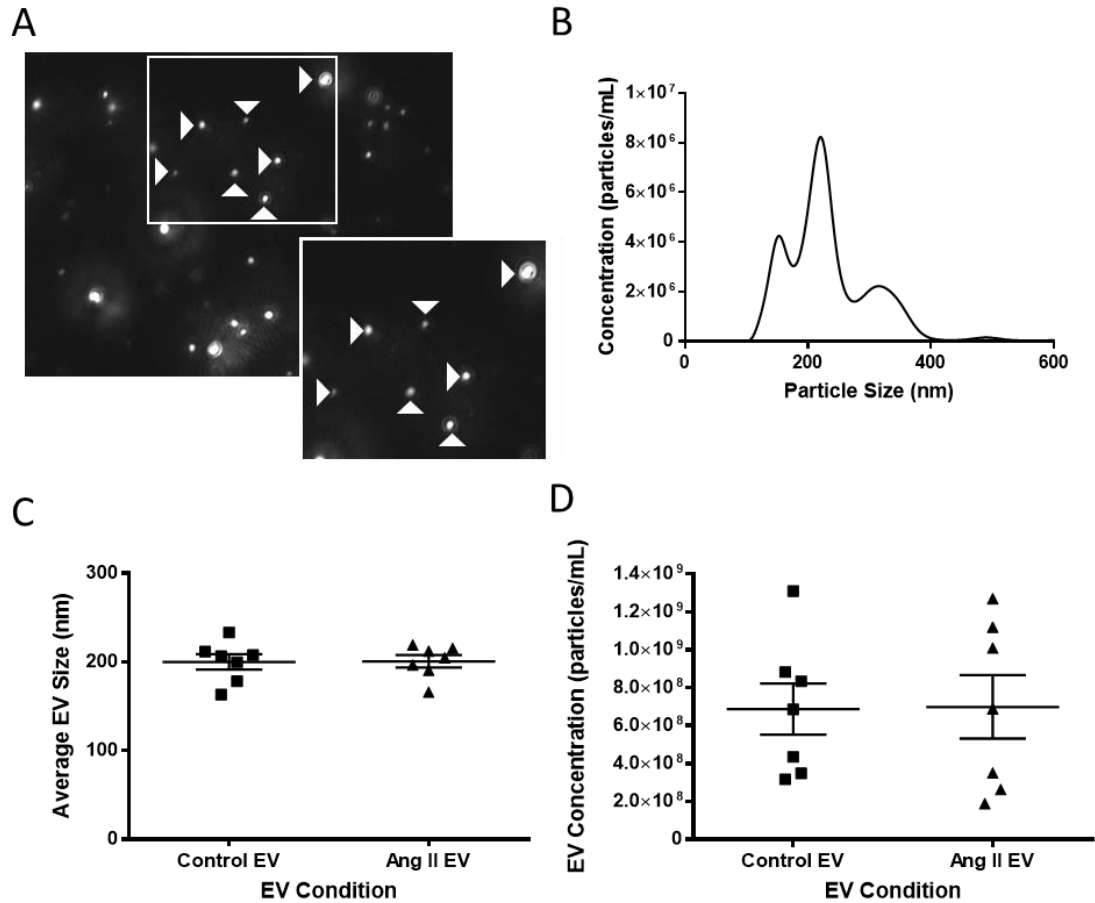 A
B
Concentration (particles/mL)
1×10⁷
8×10⁶
6×10⁶
4×10⁶
2×10⁶
0
0 200 400 600
Particle Size (nm)
C
Average EV Size (nm)
300
200
100
0
Control EV Ang II EV
EV Condition
D
EV Concentration (particles/mL)
1.4×10⁹
1.2×10⁹
1.0×10⁹
8.0×10⁸
6.0×10⁸
4.0×10⁸
2.0×10⁸
0
Control EV Ang II EV
EV Condition